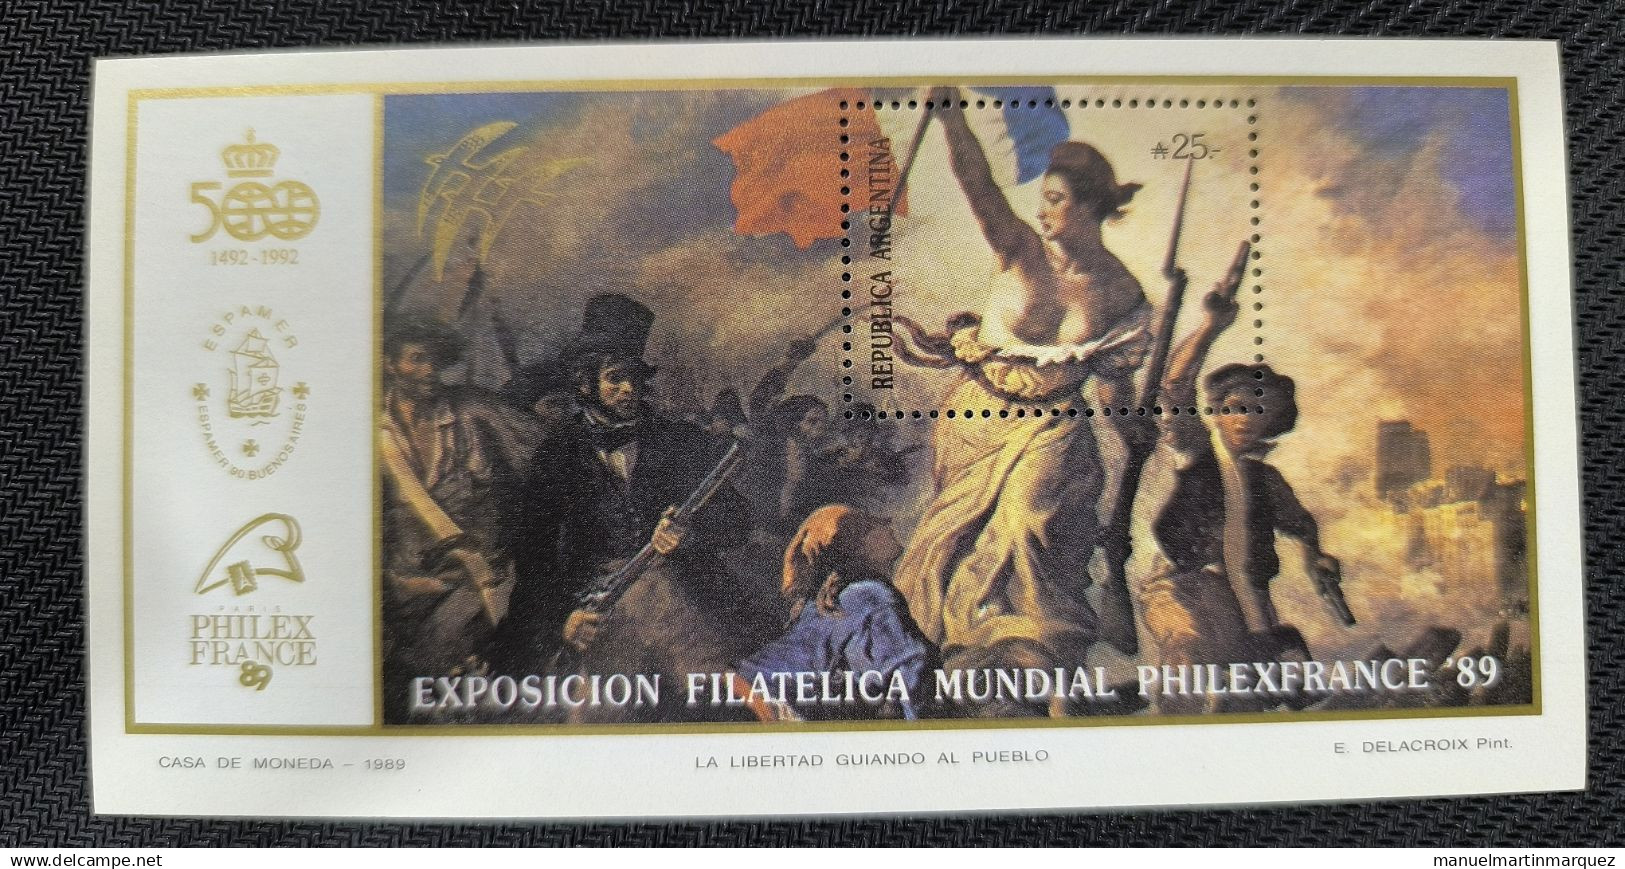 500
1492-1992
ESPAMER
ESPAMER '90 BUENOS AIRES
PARIS
PHILEX
FRANCE
89
REPUBLICA ARGENTINA
₳25.-
EXPOSICION FILATELICA MUNDIAL PHILEXFRANCE '89
CASA DE MONEDA - 1989
LA LIBERTAD GUIANDO AL PUEBLO
E. DELACROIX Pint.
www.delcampe.net
manuelmartinmarquez